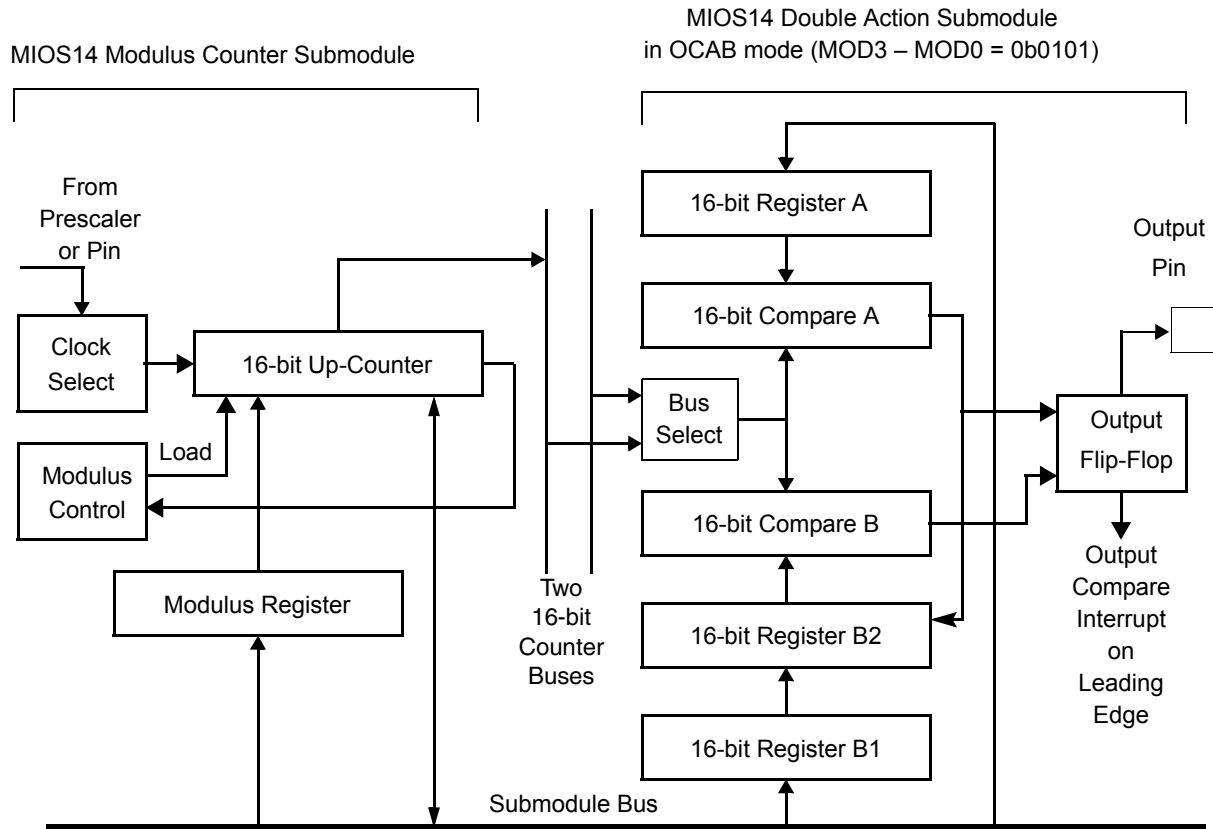 MIOS14 Modulus Counter Submodule
MIOS14 Double Action Submodule
in OCAB mode (MOD3 – MOD0 = 0b0101)
From
Prescaler
or Pin
Clock
Select
16-bit Up-Counter
Load
Modulus
Control
Modulus Register
Two
16-bit
Counter
Buses
Bus
Select
16-bit Register A
16-bit Compare A
16-bit Compare B
16-bit Register B2
16-bit Register B1
Output
Pin
Output
Flip-Flop
Output
Compare
Interrupt
on
Leading
Edge
Submodule Bus